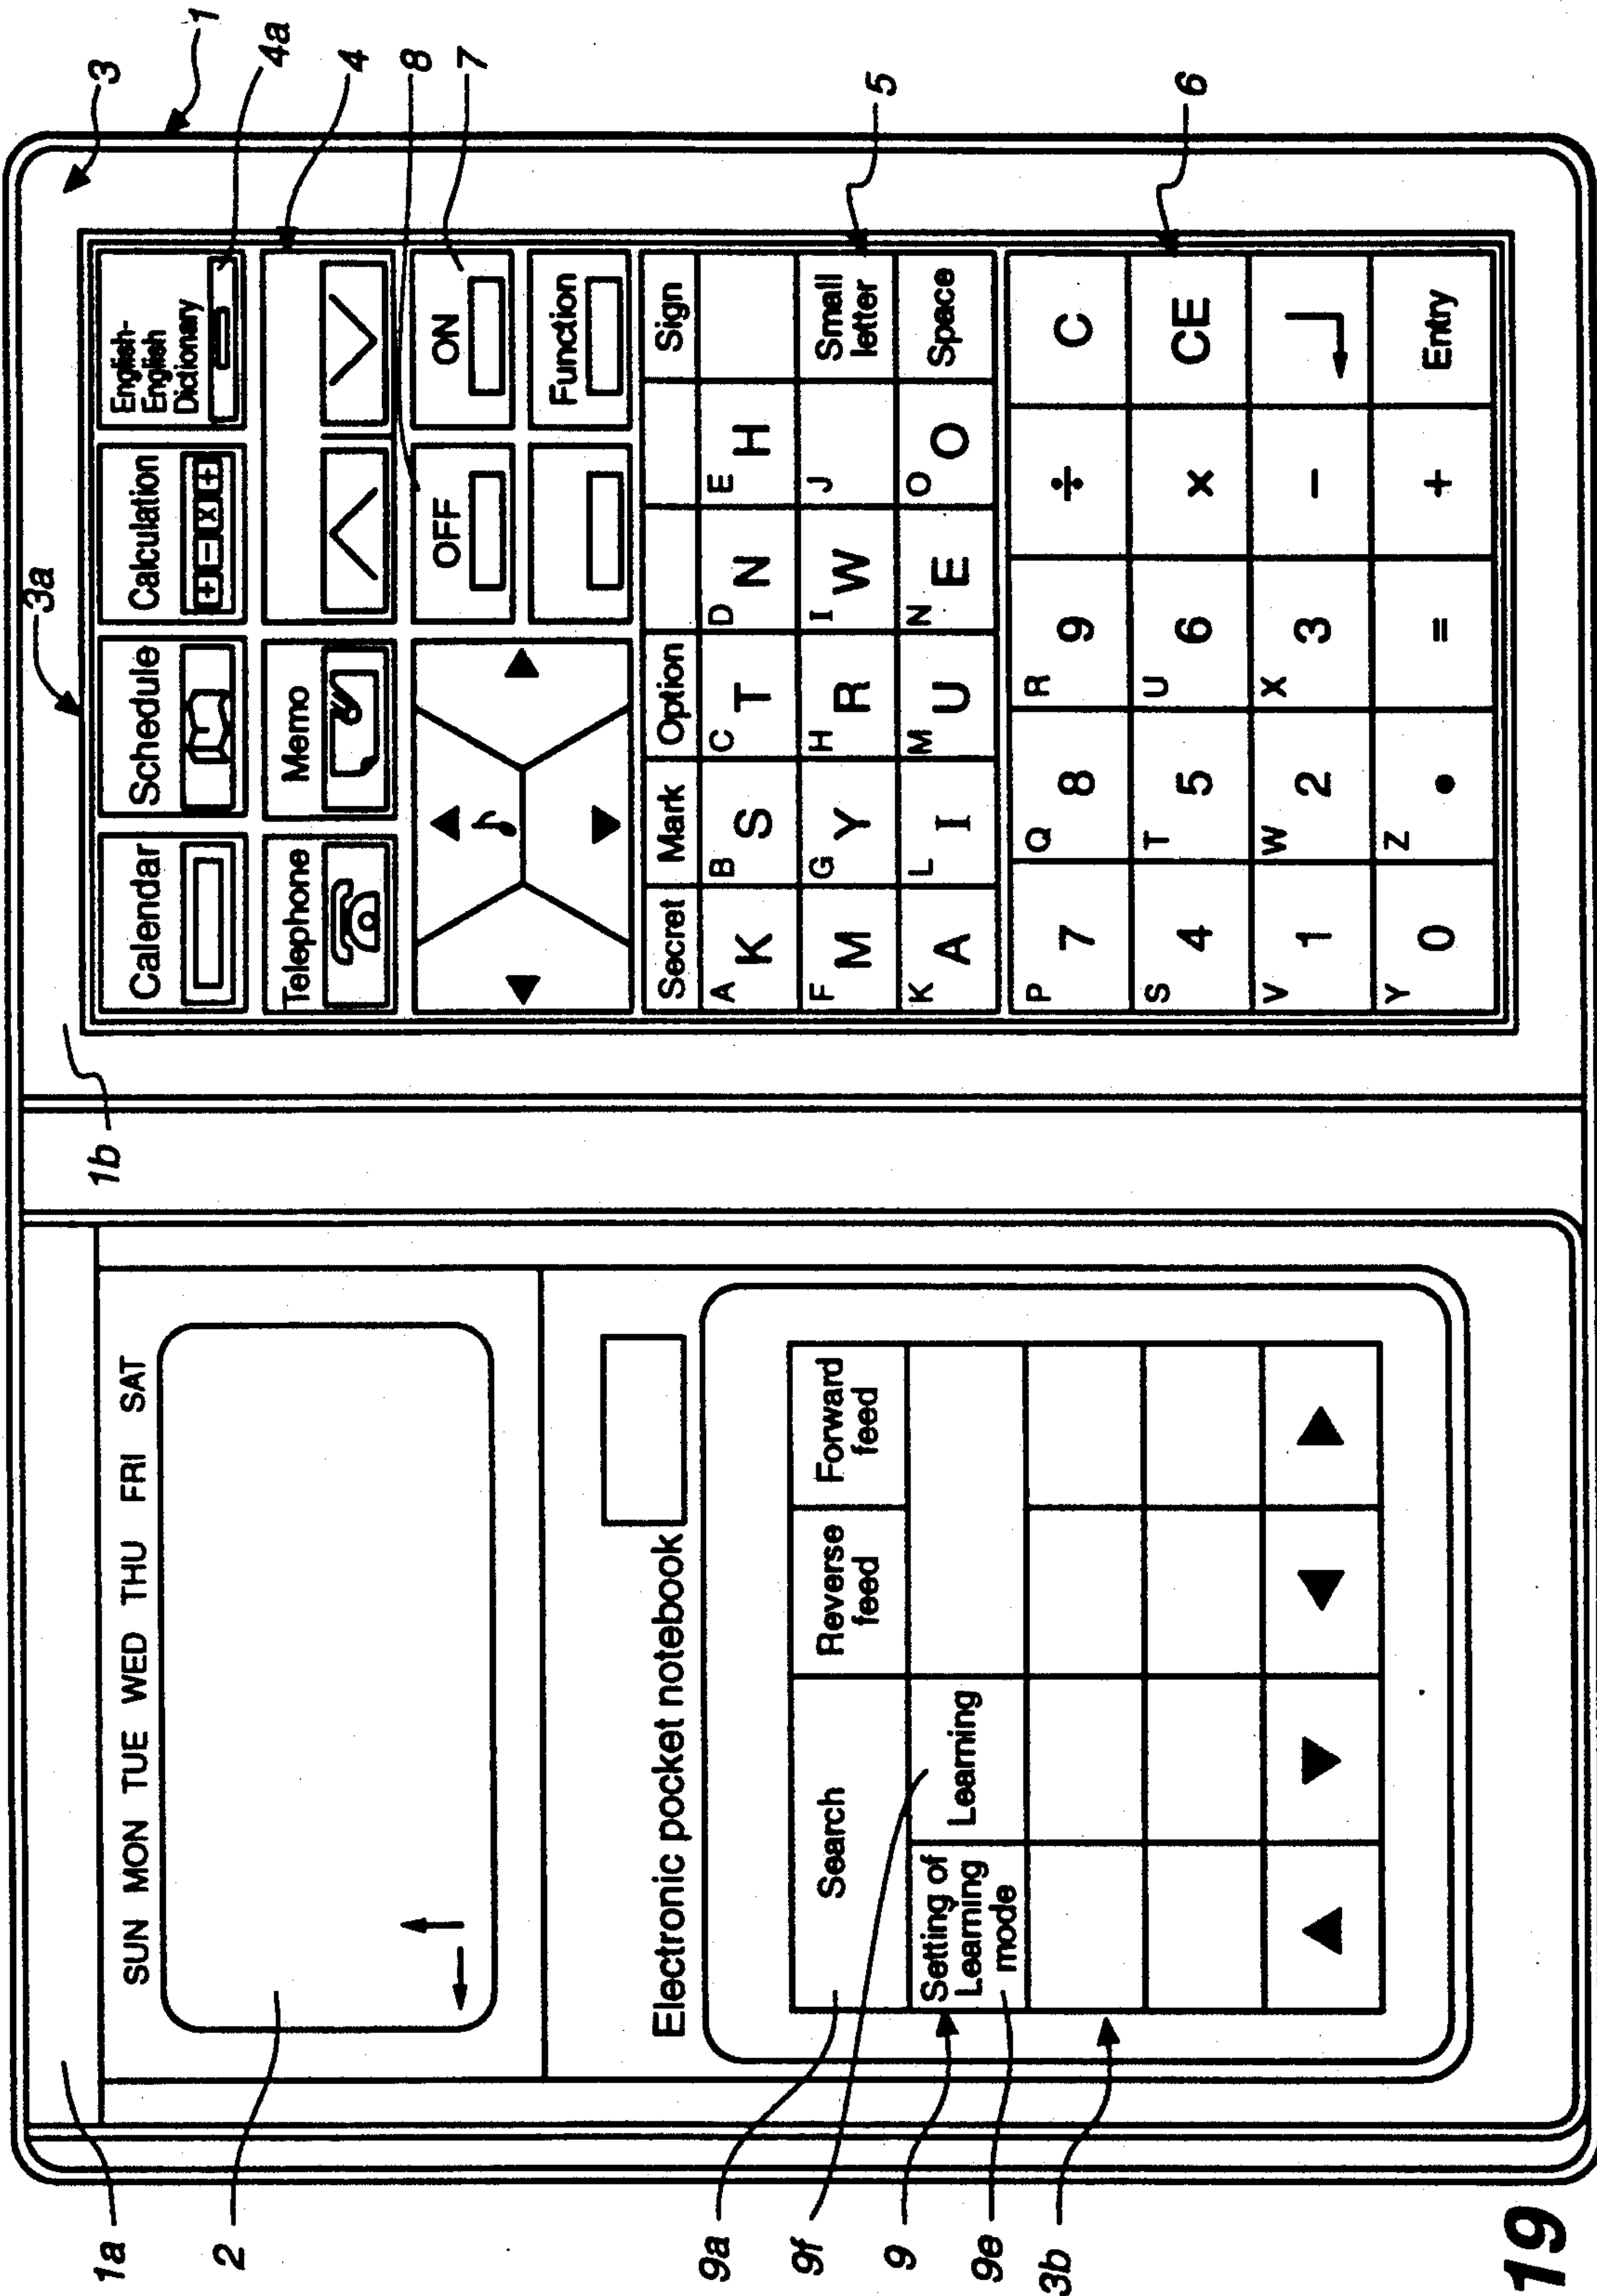 1a
2
SUN MON TUE WED THU FRI SAT
Electronic pocket notebook
9a
9f
9
9e
3b
Search
Reverse
feed
Forward
feed
Setting of
Learning
mode
Learning
1b
3a
3
1
4a
4
8
7
5
6
Calendar
Schedule
Calculation
+ − × ÷
English-
English
Dictionary
Telephone
Memo
OFF
ON
Function
Secret Mark Option Sign
A K B S C T D N E H
F M G Y H R I W J Small
letter
K A L I M U N E O O Space
P 7 Q 8 R 9 ÷ C
S 4 T 5 U 6 × CE
V 1 W 2 X 3 −
Y 0 Z • = + Entry
19